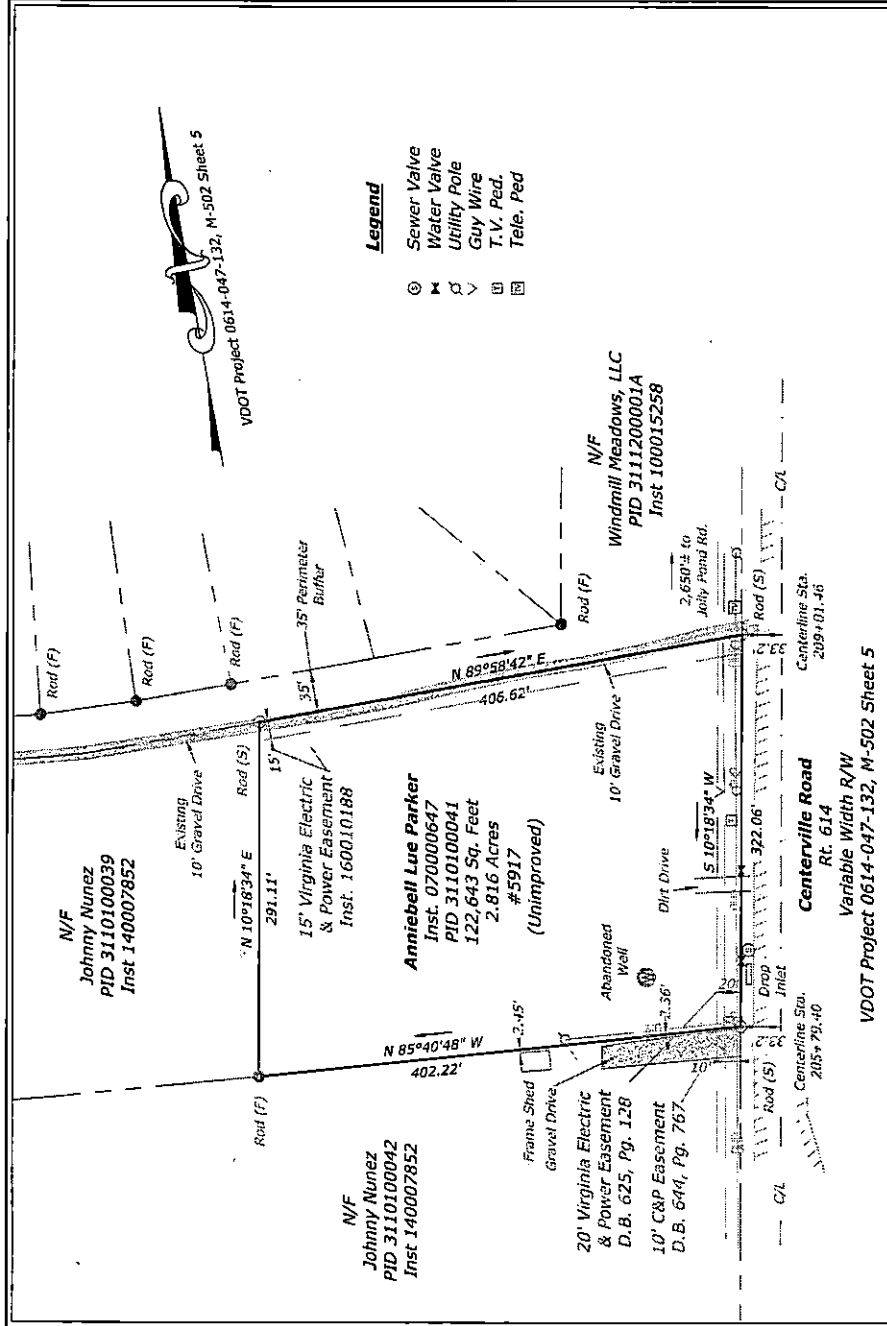 VDOT Project 0614-047-132, M-502 Sheet 5
Legend
Sewer Valve
Water Valve
Utility Pole
Guy Wire
T.V. Ped.
Tele. Ped
N/F
Johnny Nunez
PID 3110100039
Inst 140007852
Existing
10' Gravel Drive
Rod (F)
Rod (F)
Rod (F)
35' Perimeter
Buffer
35'
Rod (S)
15'
N 10°18'34" E
291.11'
15' Virginia Electric
& Power Easement
Inst. 160010188
N 89°58'42" E
406.62'
Existing
10' Gravel Drive
Rod (F)
N/F
Windmill Meadows, LLC
PID 3111200001A
Inst 100015258
2,650'± to
Jolly Pond Rd.
Anniebell Lue Parker
Inst. 070000647
PID 3110100041
122,643 Sq. Feet
2.816 Acres
#5917
(Unimproved)
Rod (F)
N 85°40'48" W
402.22'
N/F
Johnny Nunez
PID 3110100042
Inst 140007852
2.45'
Frame Shed
Gravel Drive
Abandoned
Well
20' Virginia Electric
& Power Easement
D.B. 625, Pg. 128
10' C&P Easement
D.B. 644, Pg. 767
20'
10'
Dirt Drive
S 10°18'34" W
322.06'
Drop
Inlet
Rod (S)
33.2'
Centerline Sta.
205+79.40
C/L
Rod (S)
33.2'
Centerline Sta.
209+01.46
C/L
Centerville Road
Rt. 614
Variable Width R/W
VDOT Project 0614-047-132, M-502 Sheet 5